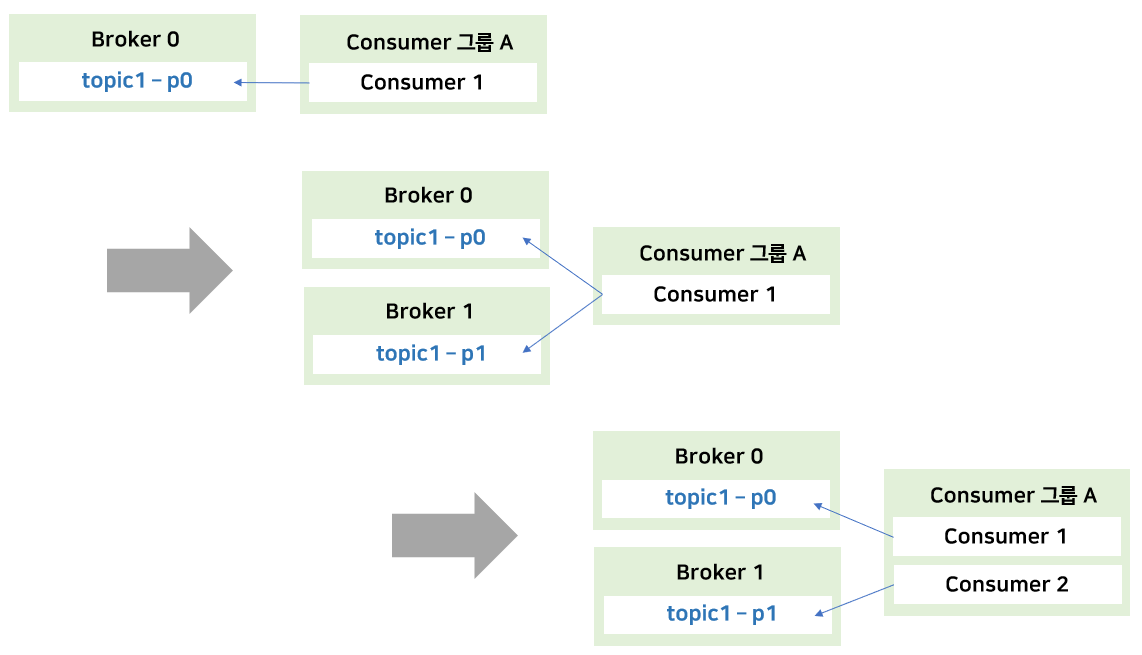 Broker 0
topic1 – p0
Consumer 그룹 A
Consumer 1
Broker 0
topic1 – p0
Broker 1
topic1 – p1
Consumer 그룹 A
Consumer 1
Broker 0
topic1 – p0
Broker 1
topic1 – p1
Consumer 그룹 A
Consumer 1
Consumer 2